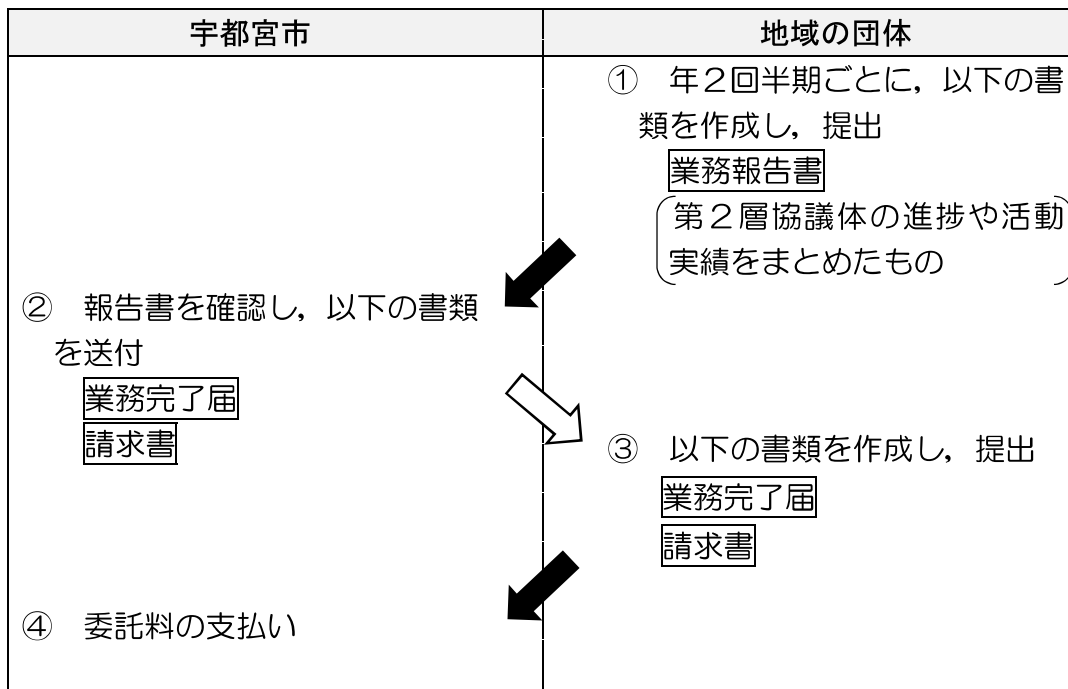 宇都宮市
地域の団体
① 年２回半期ごとに，以下の書
類を作成し，提出
業務報告書
第２層協議体の進捗や活動
実績をまとめたもの
② 報告書を確認し，以下の書類
を送付
業務完了届
請求書
③ 以下の書類を作成し，提出
業務完了届
請求書
④ 委託料の支払い